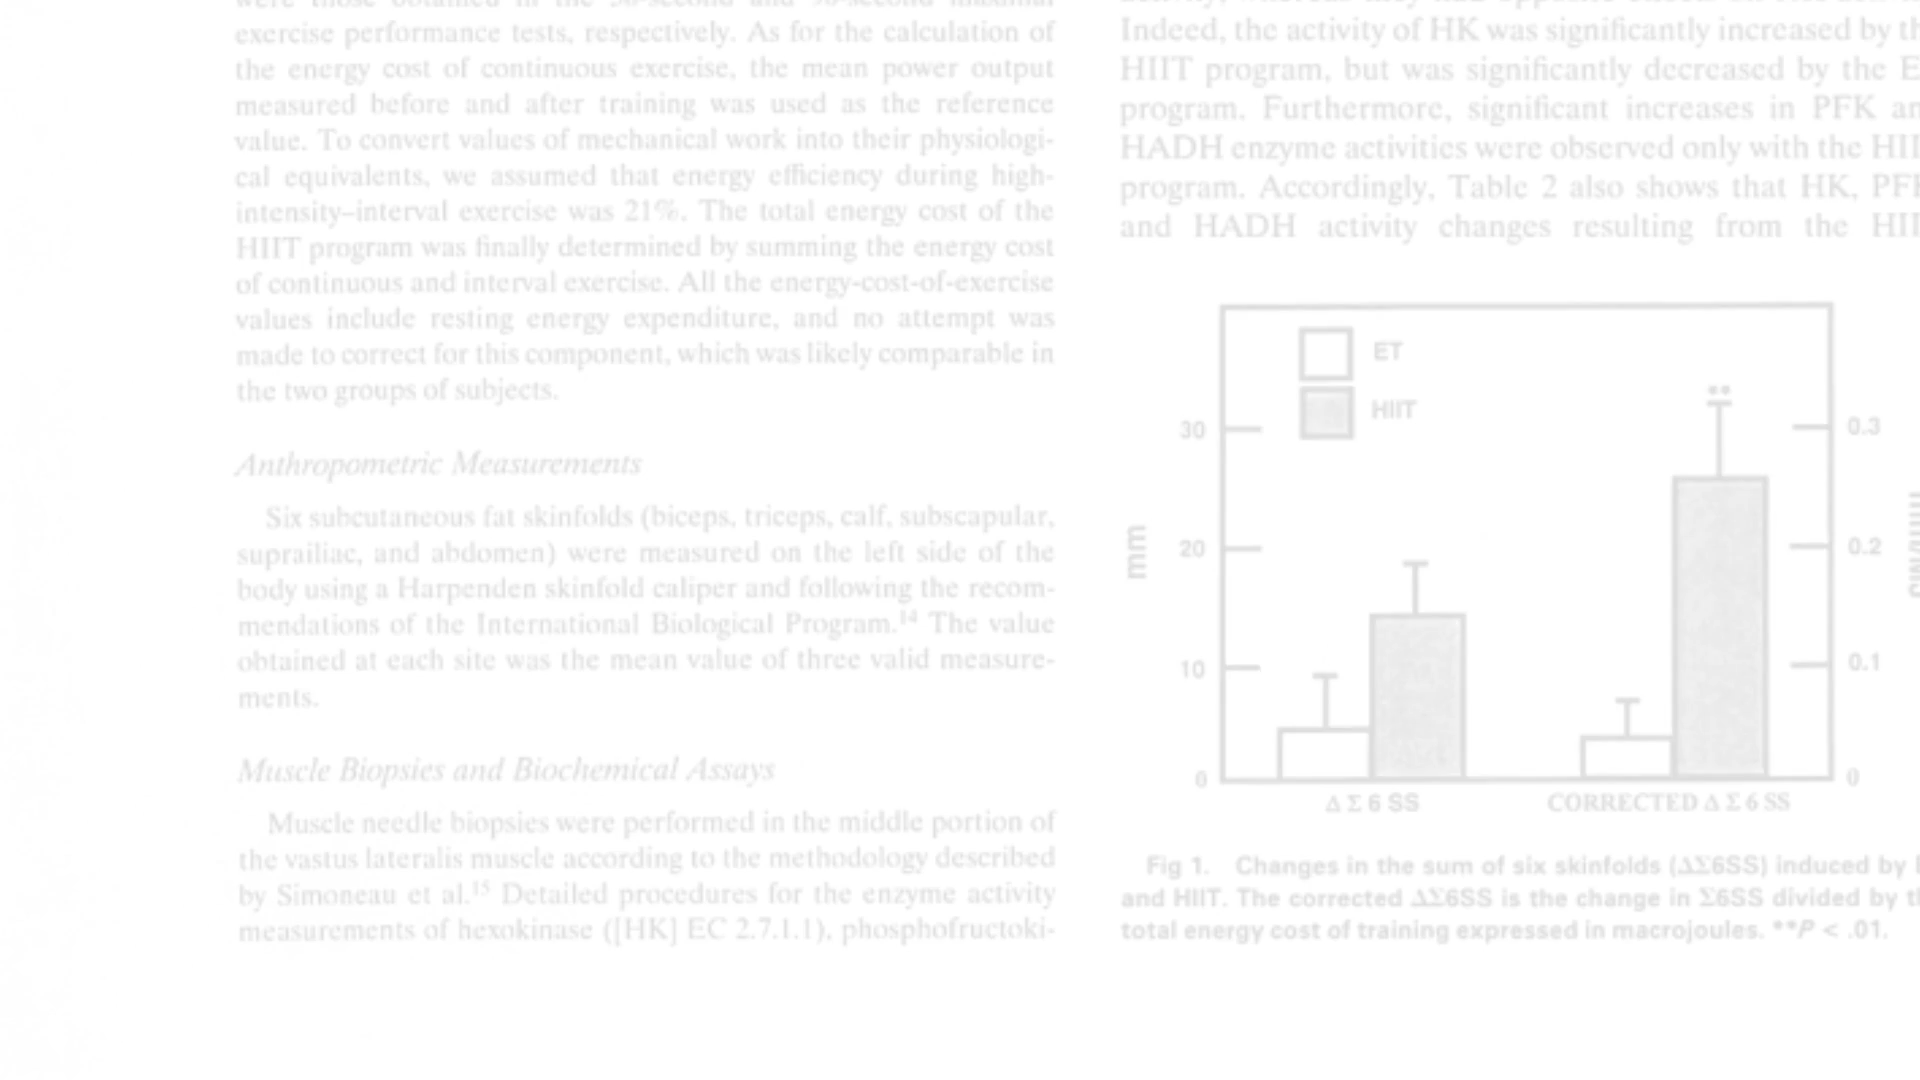 exercise performance tests, respectively. As for the calculation of
the energy cost of continuous exercise, the mean power output
measured before and after training was used as the reference
value. To convert values of mechanical work into their physiologi-
cal equivalents, we assumed that energy efficiency during high-
intensity–interval exercise was 21%. The total energy cost of the
HIIT program was finally determined by summing the energy cost
of continuous and interval exercise. All the energy-cost-of-exercise
values include resting energy expenditure, and no attempt was
made to correct for this component, which was likely comparable in
the two groups of subjects.
Anthropometric Measurements
Six subcutaneous fat skinfolds (biceps, triceps, calf, subscapular,
suprailiac, and abdomen) were measured on the left side of the
body using a Harpenden skinfold caliper and following the recom-
mendations of the International Biological Program.14 The value
obtained at each site was the mean value of three valid measure-
ments.
Muscle Biopsies and Biochemical Assays
Muscle needle biopsies were performed in the middle portion of
the vastus lateralis muscle according to the methodology described
by Simoneau et al.15 Detailed procedures for the enzyme activity
measurements of hexokinase ([HK] EC 2.7.1.1), phosphofructoki-
Indeed, the activity of HK was significantly increased by
HIIT program, but was significantly decreased by the
program. Furthermore, significant increases in PFK
HADH enzyme activities were observed only with the
program. Accordingly, Table 2 also shows that HK,
and HADH activity changes resulting from the
ET
HIIT
**
30
20
10
0
mm
0.3
0.2
0.1
0
Δ Σ 6 SS
CORRECTED Δ Σ 6 SS
Fig 1. Changes in the sum of six skinfolds (ΔΣ6SS) induced by
and HIIT. The corrected ΔΣ6SS is the change in Σ6SS divided by
total energy cost of training expressed in macrojoules. **P < .01.